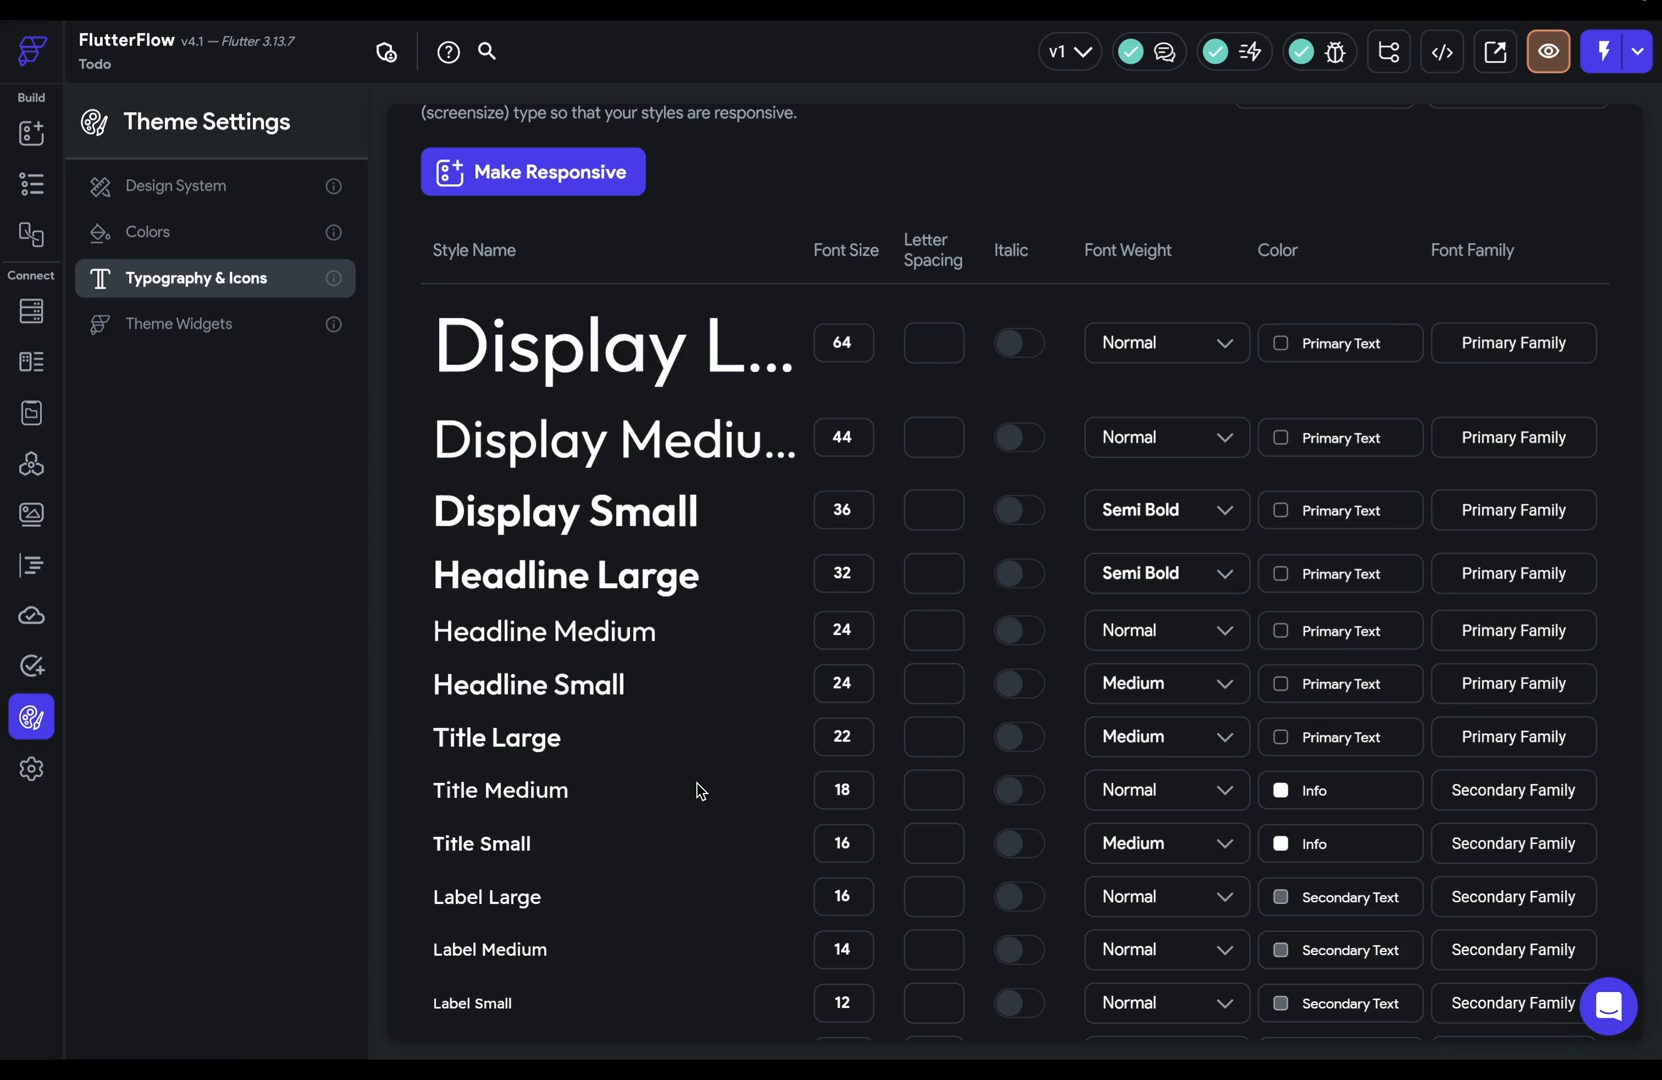 FlutterFlow v4.1 — Flutter 3.13.7
Todo
v1
Build
Connect
Theme Settings
Design System
Colors
Typography & Icons
Theme Widgets
(screensize) type so that your styles are responsive.
Make Responsive
Style Name Font Size Letter Spacing Italic Font Weight Color Font Family
Display L... 64 Normal Primary Text Primary Family
Display Mediu... 44 Normal Primary Text Primary Family
Display Small 36 Semi Bold Primary Text Primary Family
Headline Large 32 Semi Bold Primary Text Primary Family
Headline Medium 24 Normal Primary Text Primary Family
Headline Small 24 Medium Primary Text Primary Family
Title Large 22 Medium Primary Text Primary Family
Title Medium 18 Normal Info Secondary Family
Title Small 16 Medium Info Secondary Family
Label Large 16 Normal Secondary Text Secondary Family
Label Medium 14 Normal Secondary Text Secondary Family
Label Small 12 Normal Secondary Text Secondary Family